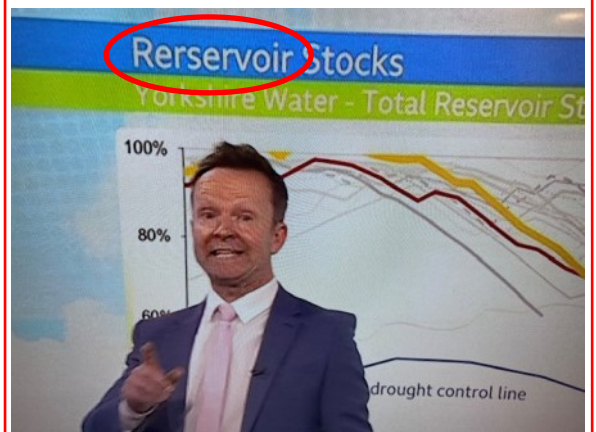 Rerservoir Stocks
Yorkshire Water - Total Reservoir St
100%
80%
60%
drought control line